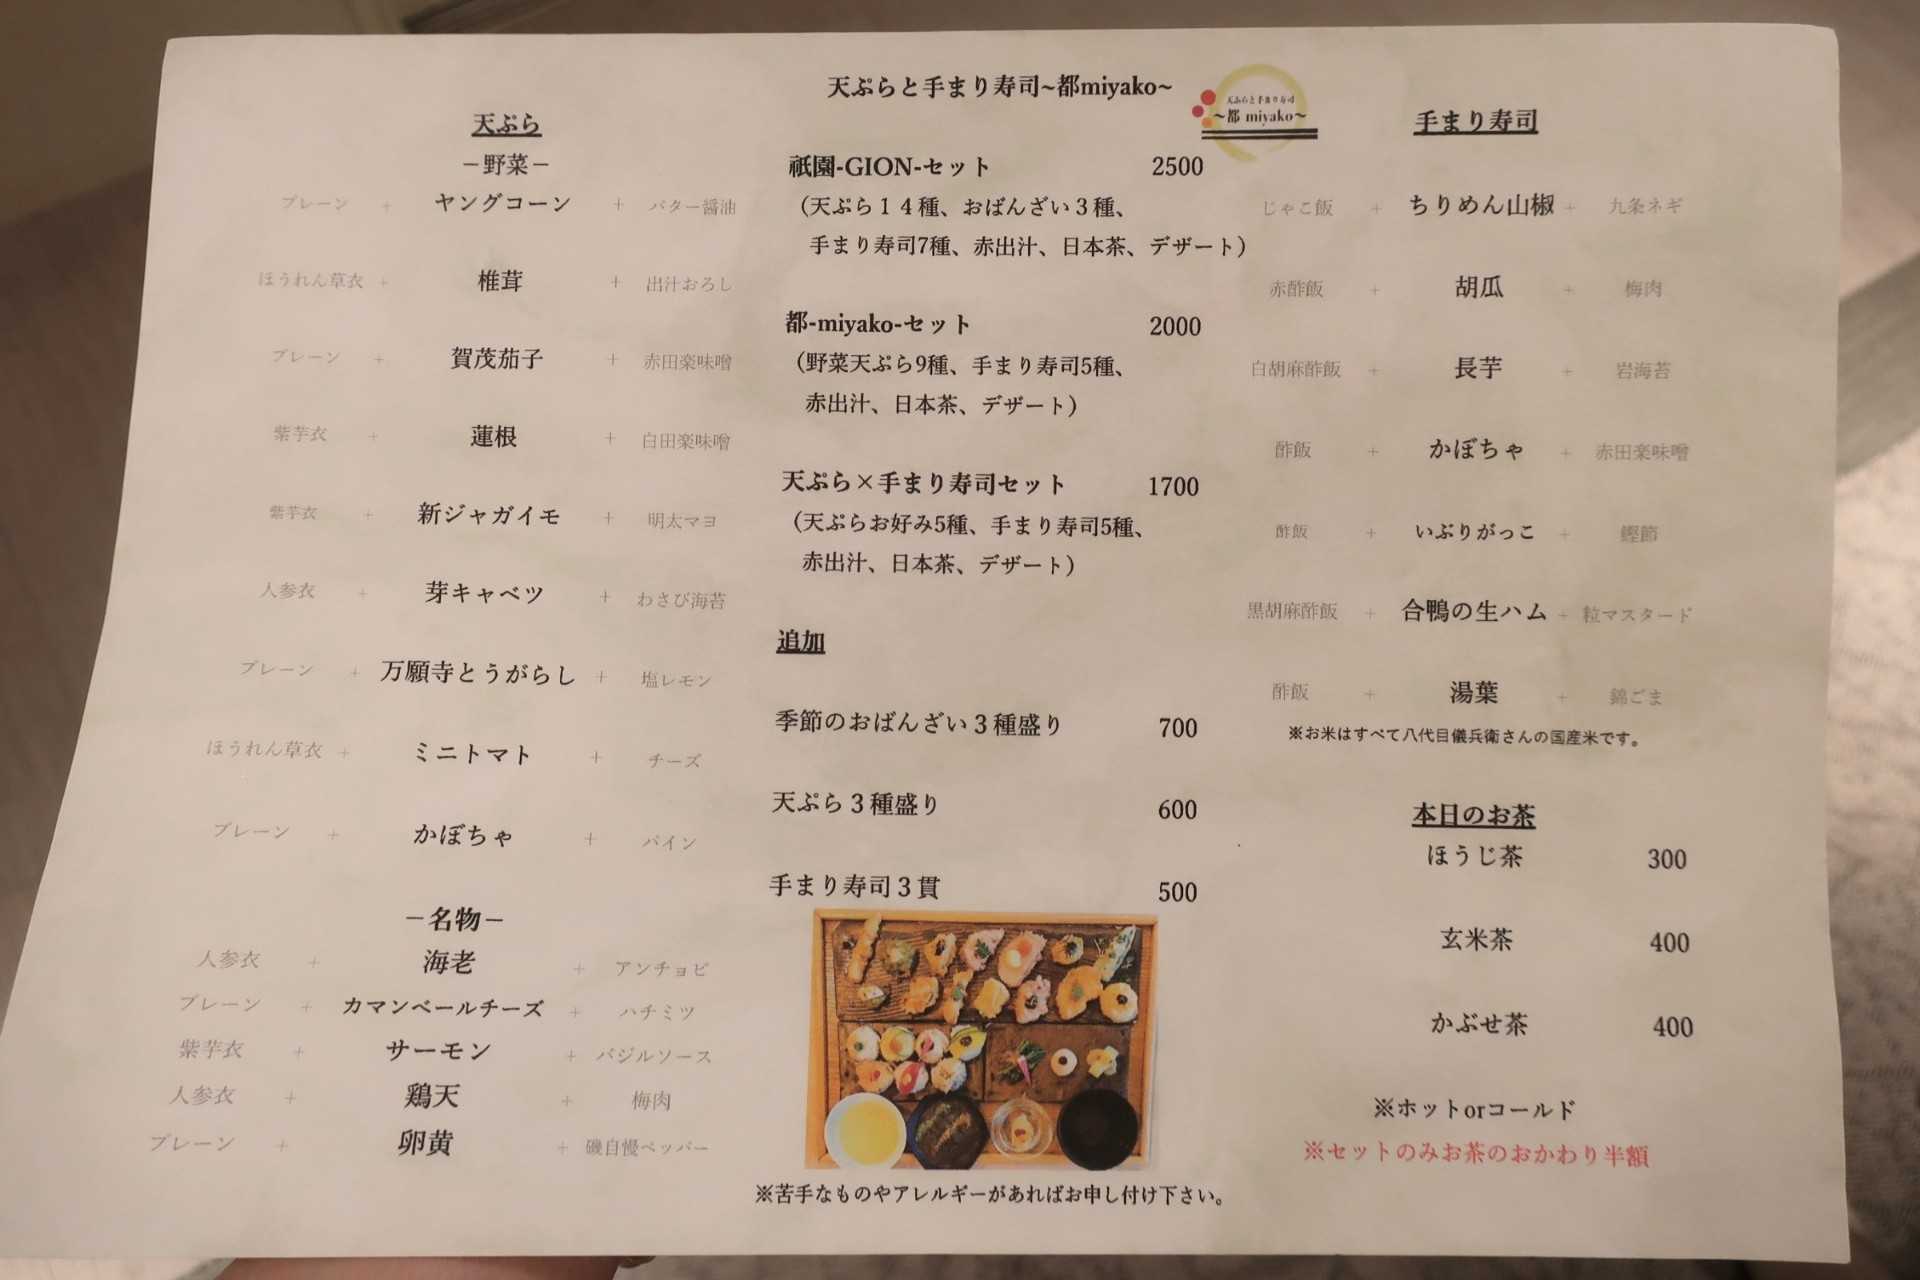 天ぷらと手まり寿司~都miyako~
天ぷらと手まり寿司
～都 miyako～
天ぷら
－野菜－
プレーン + ヤングコーン + バター醤油
ほうれん草衣 + 椎茸 + 出汁おろし
プレーン + 賀茂茄子 + 赤田楽味噌
紫芋衣 + 蓮根 + 白田楽味噌
紫芋衣 + 新ジャガイモ + 明太マヨ
人参衣 + 芽キャベツ + わさび海苔
プレーン + 万願寺とうがらし + 塩レモン
ほうれん草衣 + ミニトマト + チーズ
プレーン + かぼちゃ + パイン
－名物－
人参衣 + 海老 + アンチョビ
プレーン + カマンベールチーズ + ハチミツ
紫芋衣 + サーモン + バジルソース
人参衣 + 鶏天 + 梅肉
プレーン + 卵黄 + 磯自慢ペッパー
祇園-GION-セット 2500
（天ぷら１４種、おばんざい３種、
手まり寿司7種、赤出汁、日本茶、デザート）
都-miyako-セット 2000
（野菜天ぷら9種、手まり寿司5種、
赤出汁、日本茶、デザート）
天ぷら×手まり寿司セット 1700
（天ぷらお好み5種、手まり寿司5種、
赤出汁、日本茶、デザート）
追加
季節のおばんざい３種盛り 700
天ぷら３種盛り 600
手まり寿司３貫 500
※苦手なものやアレルギーがあればお申し付け下さい。
手まり寿司
じゃこ飯 + ちりめん山椒 + 九条ネギ
赤酢飯 + 胡瓜 + 梅肉
白胡麻酢飯 + 長芋 + 岩海苔
酢飯 + かぼちゃ + 赤田楽味噌
酢飯 + いぶりがっこ + 鰹節
黒胡麻酢飯 + 合鴨の生ハム + 粒マスタード
酢飯 + 湯葉 + 錦ごま
※お米はすべて八代目儀兵衛さんの国産米です。
本日のお茶
ほうじ茶 300
玄米茶 400
かぶせ茶 400
※ホットorコールド
※セットのみお茶のおかわり半額